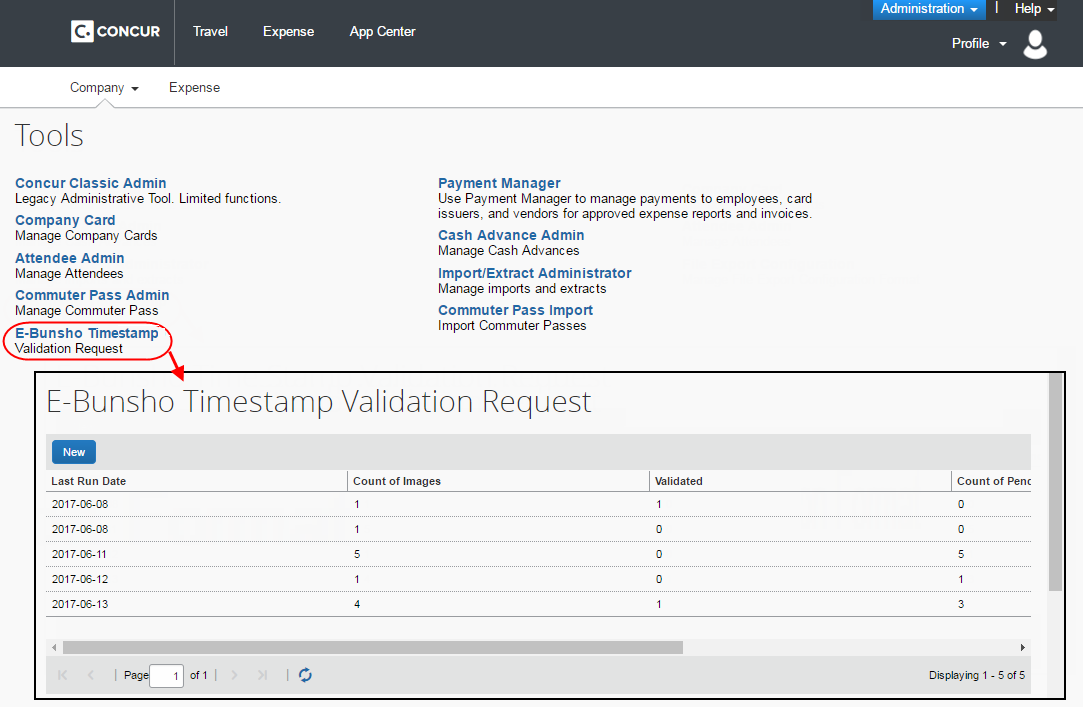 Administration | Help
CONCUR Travel Expense App Center
Profile
Company Expense
Tools
Concur Classic Admin
Legacy Administrative Tool. Limited functions.
Company Card
Manage Company Cards
Attendee Admin
Manage Attendees
Commuter Pass Admin
Manage Commuter Pass
E-Bunsho Timestamp
Validation Request
Payment Manager
Use Payment Manager to manage payments to employees, card
issuers, and vendors for approved expense reports and invoices.
Cash Advance Admin
Manage Cash Advances
Import/Extract Administrator
Manage imports and extracts
Commuter Pass Import
Import Commuter Passes
E-Bunsho Timestamp Validation Request
New
Last Run Date Count of Images Validated Count of Pend
2017-06-08 1 1 0
2017-06-08 1 0 0
2017-06-11 5 0 5
2017-06-12 1 0 1
2017-06-13 4 1 3
Page 1 of 1 Displaying 1 - 5 of 5